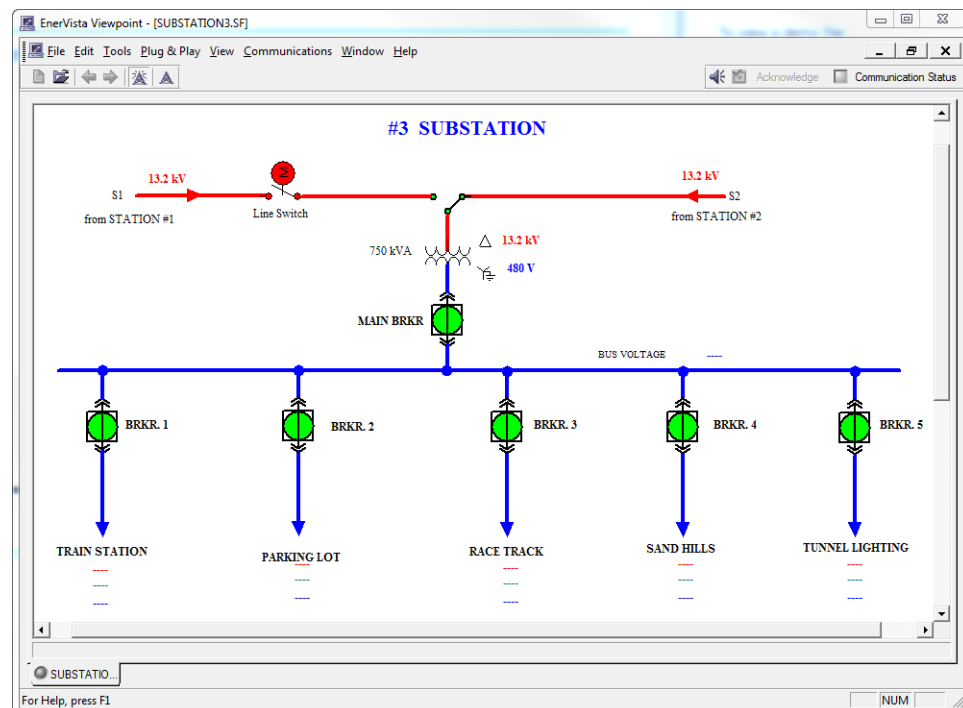 EnerVista Viewpoint - [SUBSTATION3.SF]
File Edit Tools Plug & Play View Communications Window Help
Acknowledge Communication Status
#3 SUBSTATION
13.2 kV
M
13.2 kV
S1
S2
from STATION #1
Line Switch
from STATION #2
750 kVA
13.2 kV
480 V
MAIN BRKR
BUS VOLTAGE ----
BRKR. 1
BRKR. 2
BRKR. 3
BRKR. 4
BRKR. 5
TRAIN STATION
PARKING LOT
RACE TRACK
SAND HILLS
TUNNEL LIGHTING
---- ---- ---- ---- ----
---- ---- ---- ---- ----
---- ---- ---- ---- ----
SUBSTATIO...
For Help, press F1
NUM